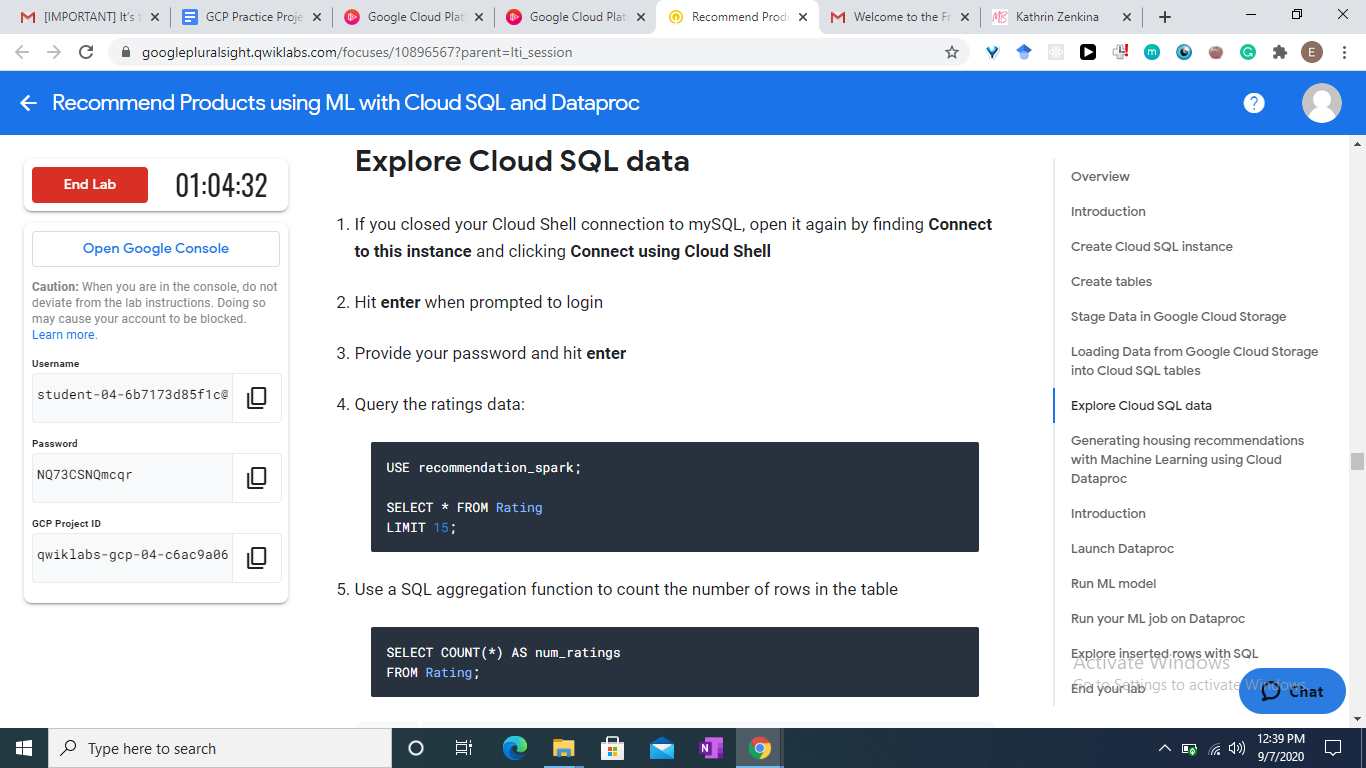 [IMPORTANT] It's t
GCP Practice Proje
Google Cloud Plat
Google Cloud Plat
Recommend Produ
Welcome to the Fr
Kathrin Zenkina
googlepluralsight.qwiklabs.com/focuses/10896567?parent=lti_session
Recommend Products using ML with Cloud SQL and Dataproc
End Lab
01:04:32
Open Google Console
Caution: When you are in the console, do not
deviate from the lab instructions. Doing so
may cause your account to be blocked.
Learn more.
Username
student-04-6b7173d85f1c@
Password
NQ73CSNQmcqr
GCP Project ID
qwiklabs-gcp-04-c6ac9a06
Explore Cloud SQL data
1. If you closed your Cloud Shell connection to mySQL, open it again by finding Connect
to this instance and clicking Connect using Cloud Shell
2. Hit enter when prompted to login
3. Provide your password and hit enter
4. Query the ratings data:
USE recommendation_spark;
SELECT * FROM Rating
LIMIT 15;
5. Use a SQL aggregation function to count the number of rows in the table
SELECT COUNT(*) AS num_ratings
FROM Rating;
Overview
Introduction
Create Cloud SQL instance
Create tables
Stage Data in Google Cloud Storage
Loading Data from Google Cloud Storage
into Cloud SQL tables
Explore Cloud SQL data
Generating housing recommendations
with Machine Learning using Cloud
Dataproc
Introduction
Launch Dataproc
Run ML model
Run your ML job on Dataproc
Explore inserted rows with SQL
End your lab
Activate Windows
Go to Settings to activate Windows.
Chat
Type here to search
12:39 PM
9/7/2020